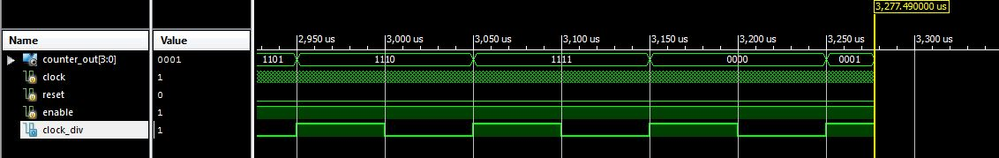 3,277.490000 us
Name Value 2,950 us 3,000 us 3,050 us 3,100 us 3,150 us 3,200 us 3,250 us 3,300 us
counter_out[3:0] 0001 1101 1110 1111 0000 0001
clock 1
reset 0
enable 1
clock_div 1